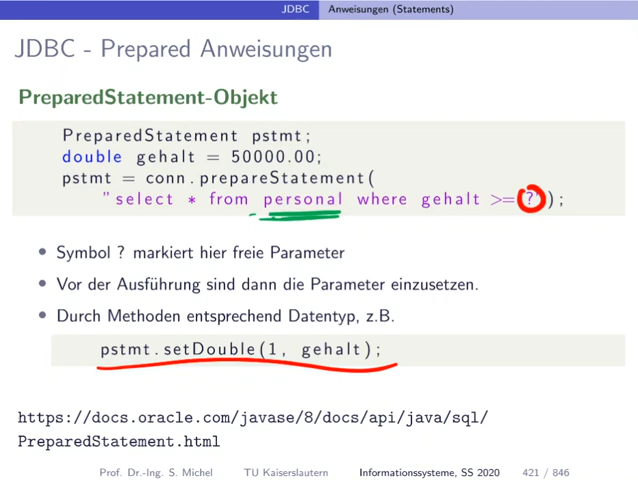 JDBC Anweisungen (Statements)
JDBC - Prepared Anweisungen
PreparedStatement-Objekt
PreparedStatement pstmt;
double gehalt = 50000.00;
pstmt = conn.prepareStatement(
"select * from personal where gehalt >=?");
• Symbol ? markiert hier freie Parameter
• Vor der Ausführung sind dann die Parameter einzusetzen.
• Durch Methoden entsprechend Datentyp, z.B.
pstmt.setDouble(1, gehalt);
https://docs.oracle.com/javase/8/docs/api/java/sql/
PreparedStatement.html
Prof. Dr.-Ing. S. Michel TU Kaiserslautern Informationssysteme, SS 2020 421 / 846